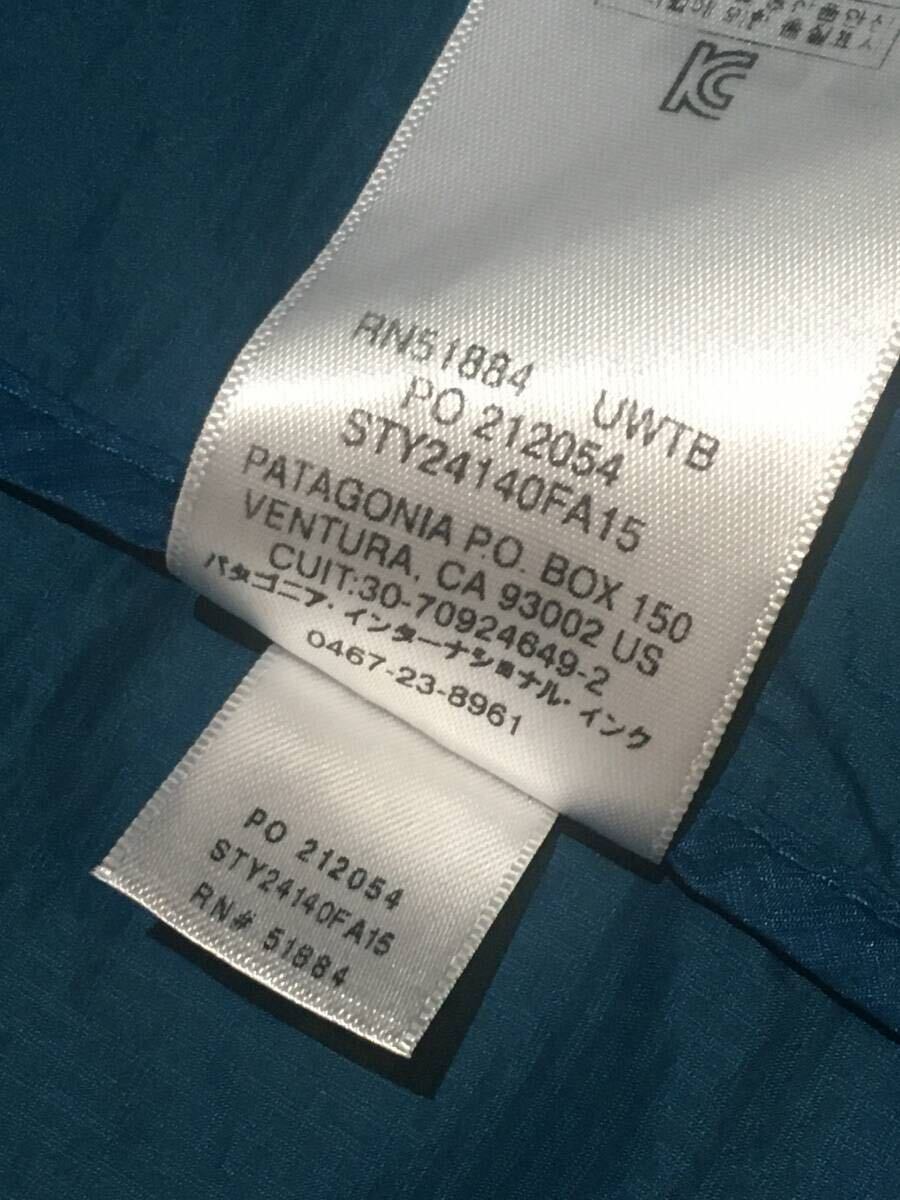 KC
RN51884 UWTB
PO 212054
STY24140FA15
PATAGONIA P.O. BOX 150
VENTURA, CA 93002 US
CUIT:30-70924649-2
パタゴニア・インターナショナル・インク
0467-23-8961
PO 212054
STY24140FA15
RN# 51884